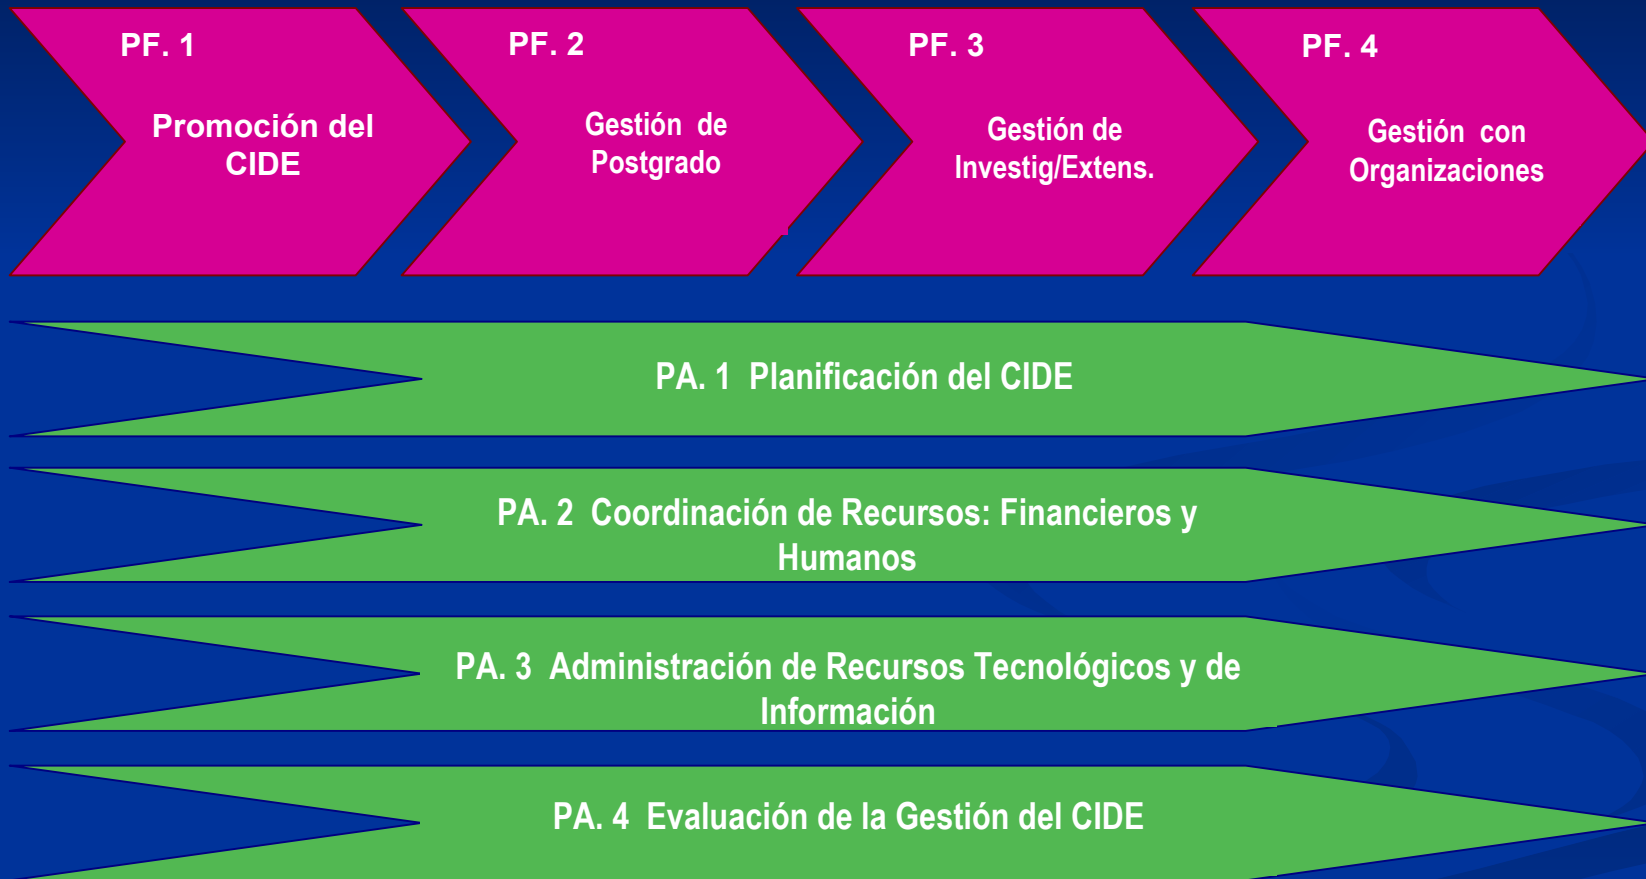 PF. 1
Promoción del
CIDE
PF. 2
Gestión de
Postgrado
PF. 3
Gestión de
Investig/Extens.
PF. 4
Gestión con
Organizaciones
PA. 1 Planificación del CIDE
PA. 2 Coordinación de Recursos: Financieros y
Humanos
PA. 3 Administración de Recursos Tecnológicos y de
Información
PA. 4 Evaluación de la Gestión del CIDE